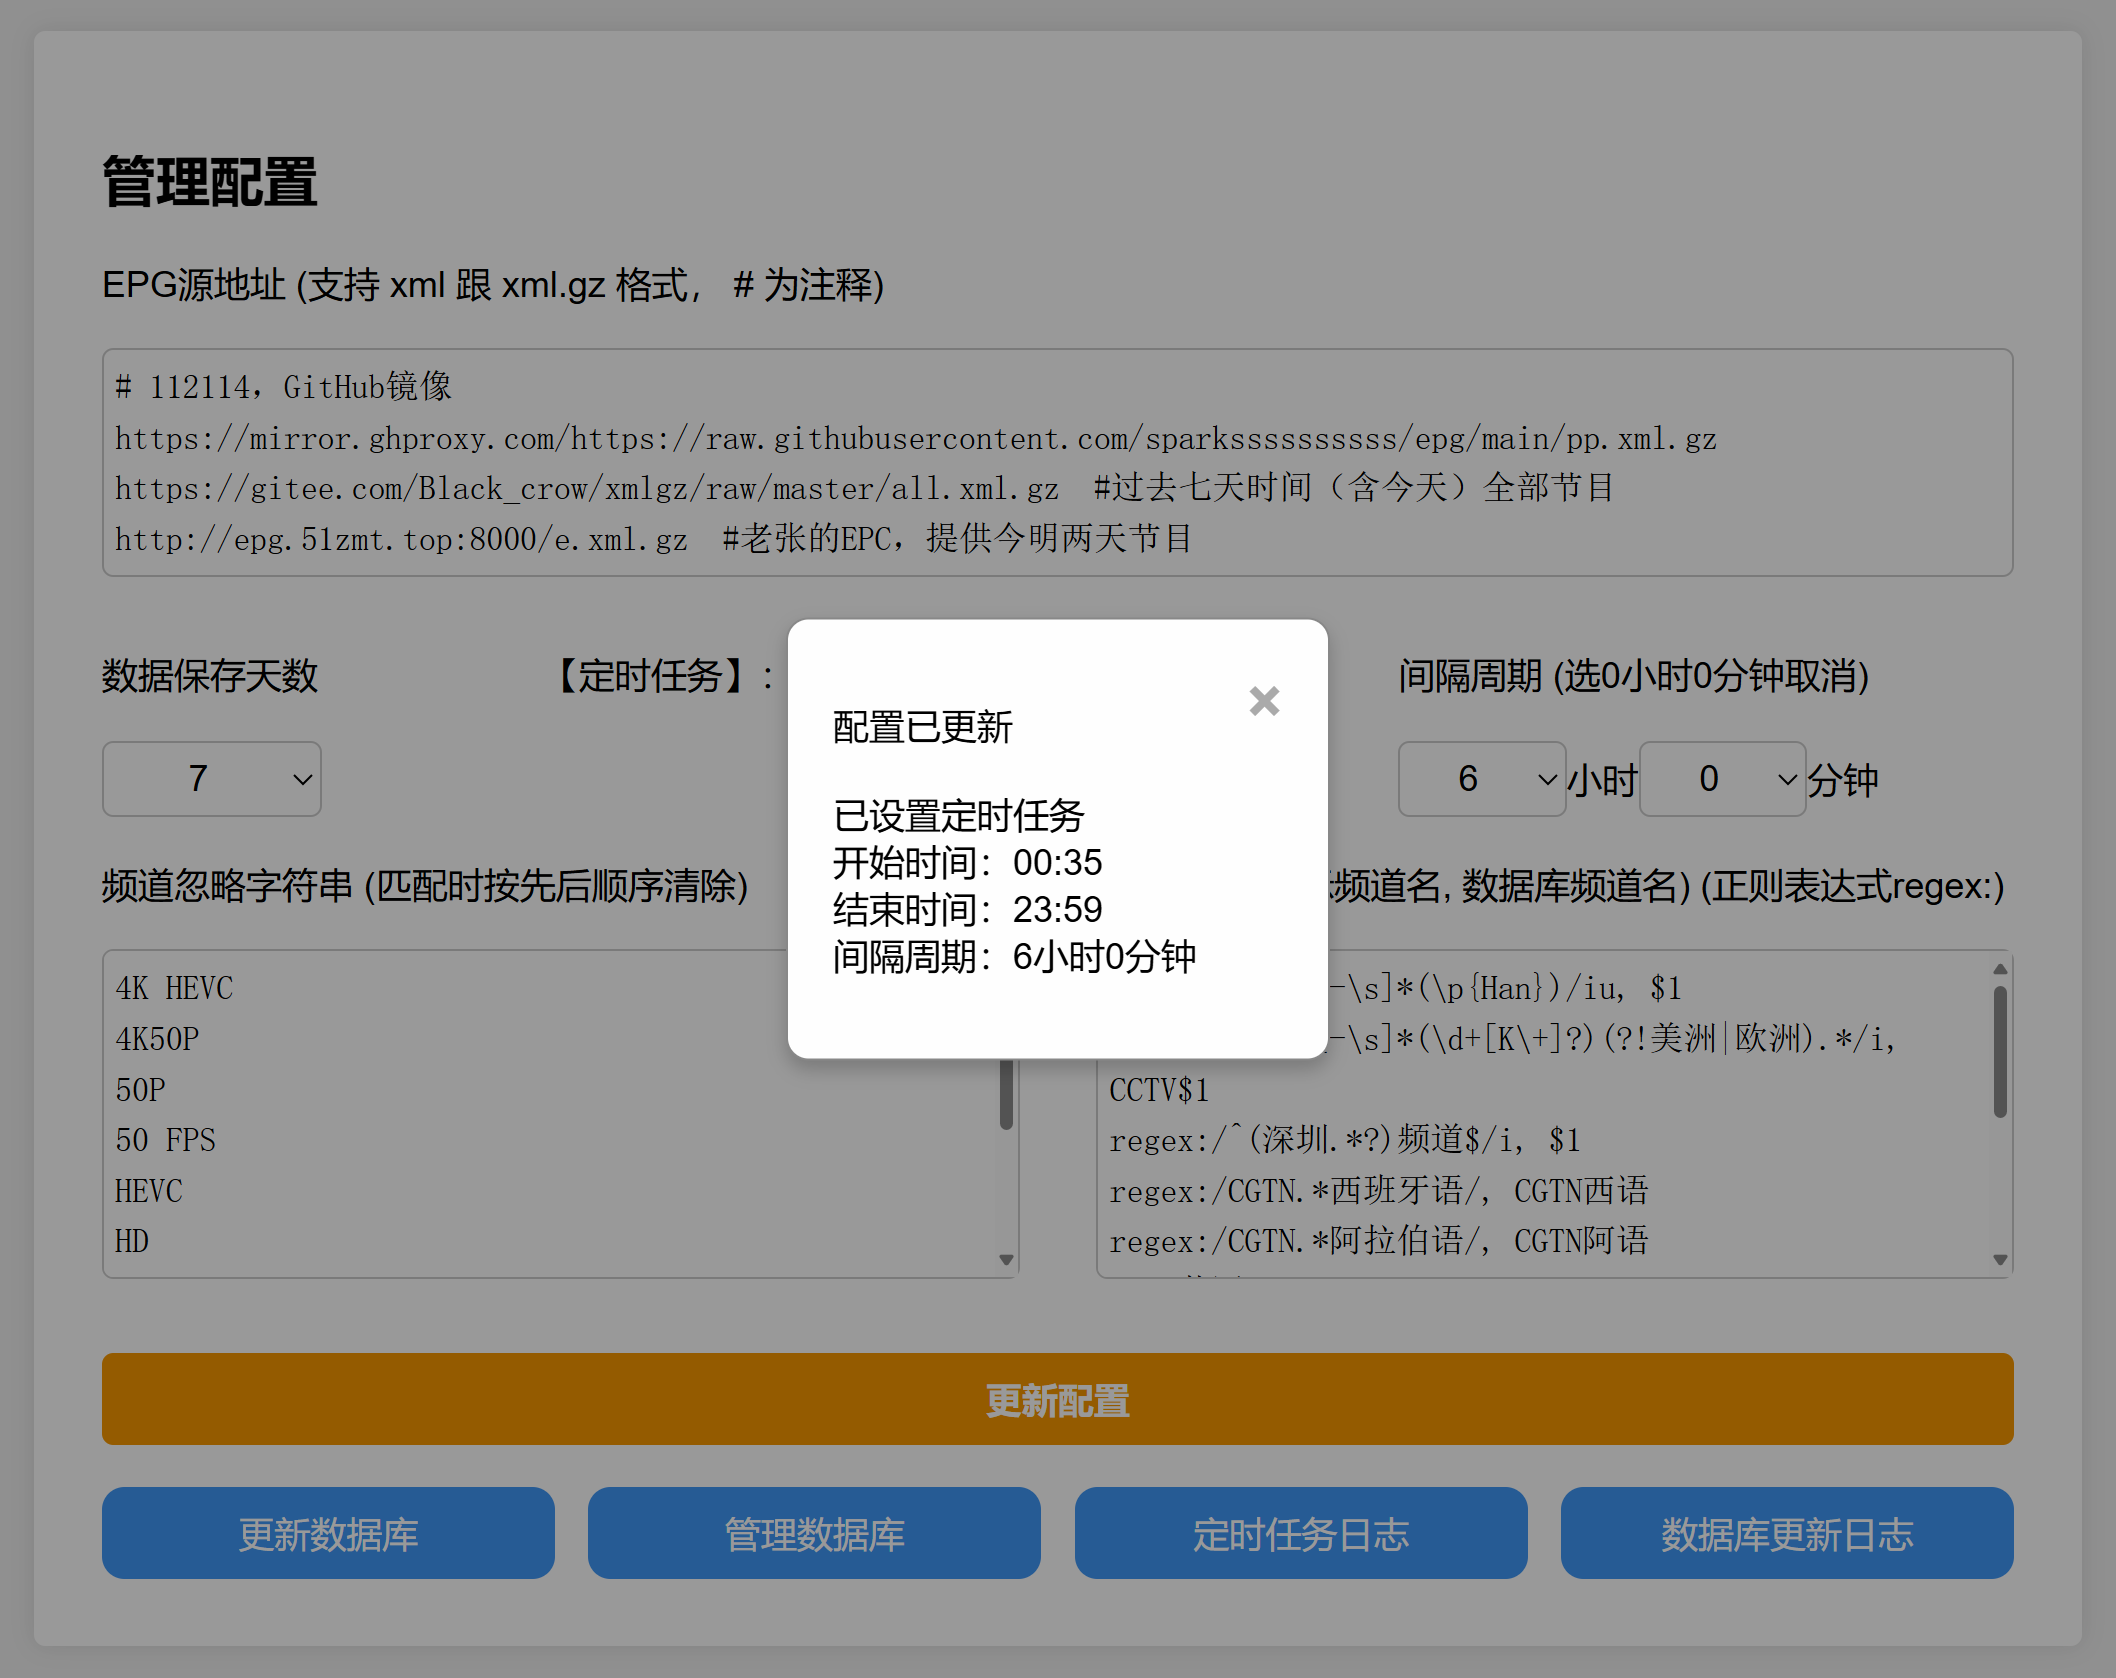 管理配置
EPG源地址 (支持 xml 跟 xml.gz 格式， # 为注释)
# 112114，GitHub镜像
https://mirror.ghproxy.com/https://raw.githubusercontent.com/sparkssssssssss/epg/main/pp.xml.gz
https://gitee.com/Black_crow/xmlgz/raw/master/all.xml.gz  #过去七天时间（含今天）全部节目
http://epg.51zmt.top:8000/e.xml.gz  #老张的EPC，提供今明两天节目
数据保存天数
【定时任务】：
间隔周期 (选0小时0分钟取消)
7
6 小时 0 分钟
配置已更新
已设置定时任务
开始时间：00:35
结束时间：23:59
间隔周期：6小时0分钟
频道忽略字符串 (匹配时按先后顺序清除)
频道名, 数据库频道名) (正则表达式regex:)
4K HEVC
4K50P
50P
50 FPS
HEVC
HD
-\s]*(\p{Han})/iu, $1
-\s]*(\d+[K\+]?)(?!美洲|欧洲).*/i,
CCTV$1
regex:/^(深圳.*?)频道$/i, $1
regex:/CGTN.*西班牙语/, CGTN西语
regex:/CGTN.*阿拉伯语/, CGTN阿语
更新配置
更新数据库
管理数据库
定时任务日志
数据库更新日志